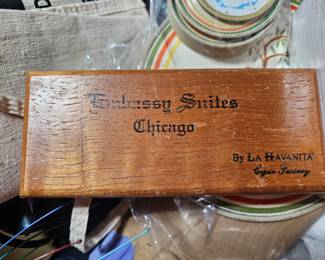 Embassy Suites
Chicago
By LA HAVANITA
Cigar Factory